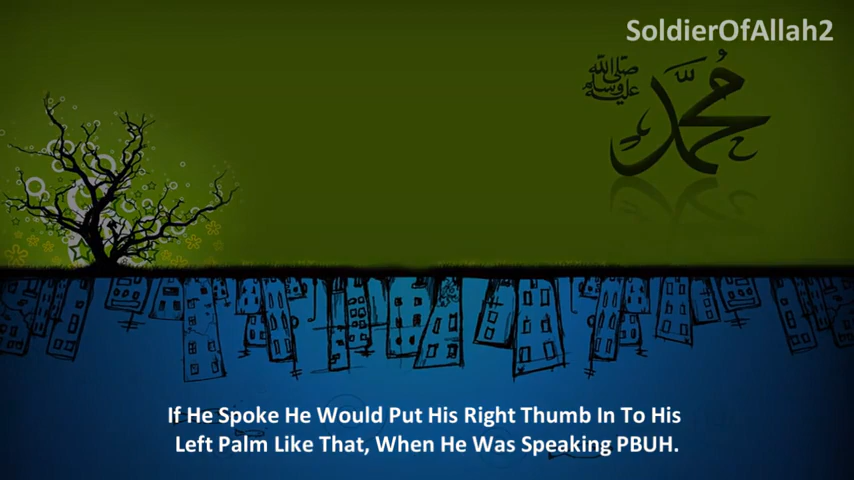 SoldierOfAllah2
محمد
صلى الله
عليه وسلم
If He Spoke He Would Put His Right Thumb In To His
Left Palm Like That, When He Was Speaking PBUH.